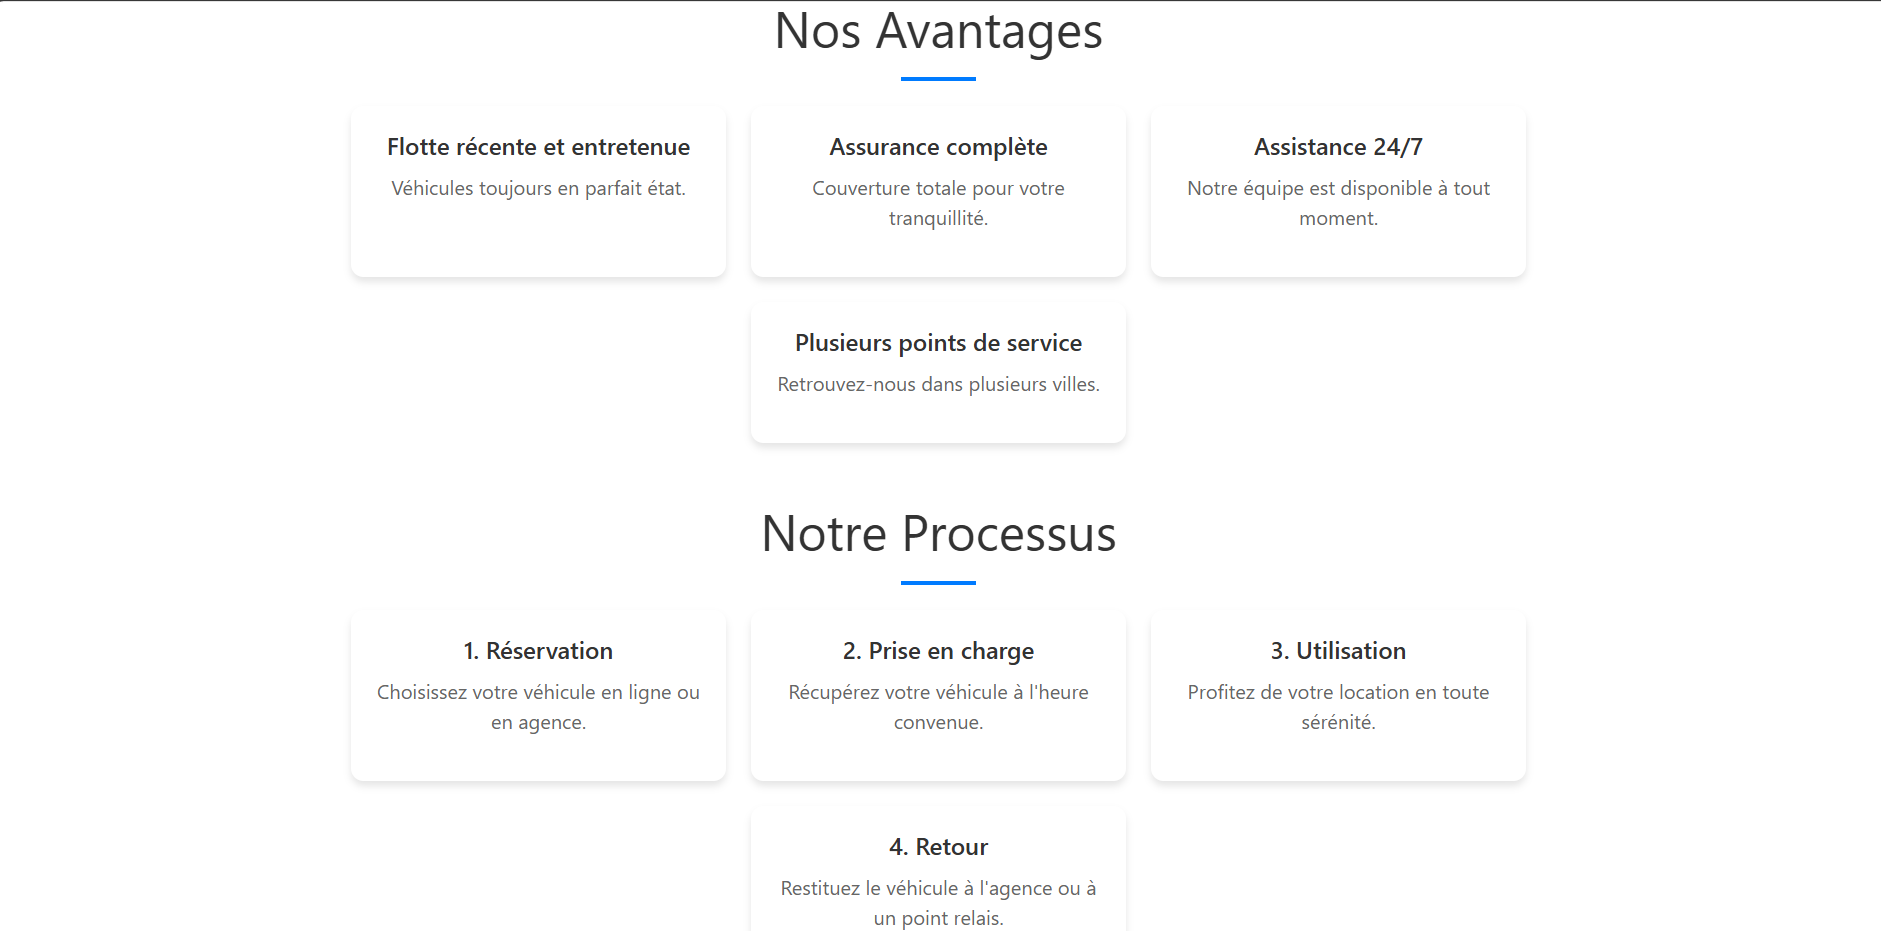 Nos Avantages
Flotte récente et entretenue
Véhicules toujours en parfait état.
Assurance complète
Couverture totale pour votre
tranquillité.
Assistance 24/7
Notre équipe est disponible à tout
moment.
Plusieurs points de service
Retrouvez-nous dans plusieurs villes.
Notre Processus
1. Réservation
Choisissez votre véhicule en ligne ou
en agence.
2. Prise en charge
Récupérez votre véhicule à l'heure
convenue.
3. Utilisation
Profitez de votre location en toute
sérénité.
4. Retour
Restituez le véhicule à l'agence ou à
un point relais.